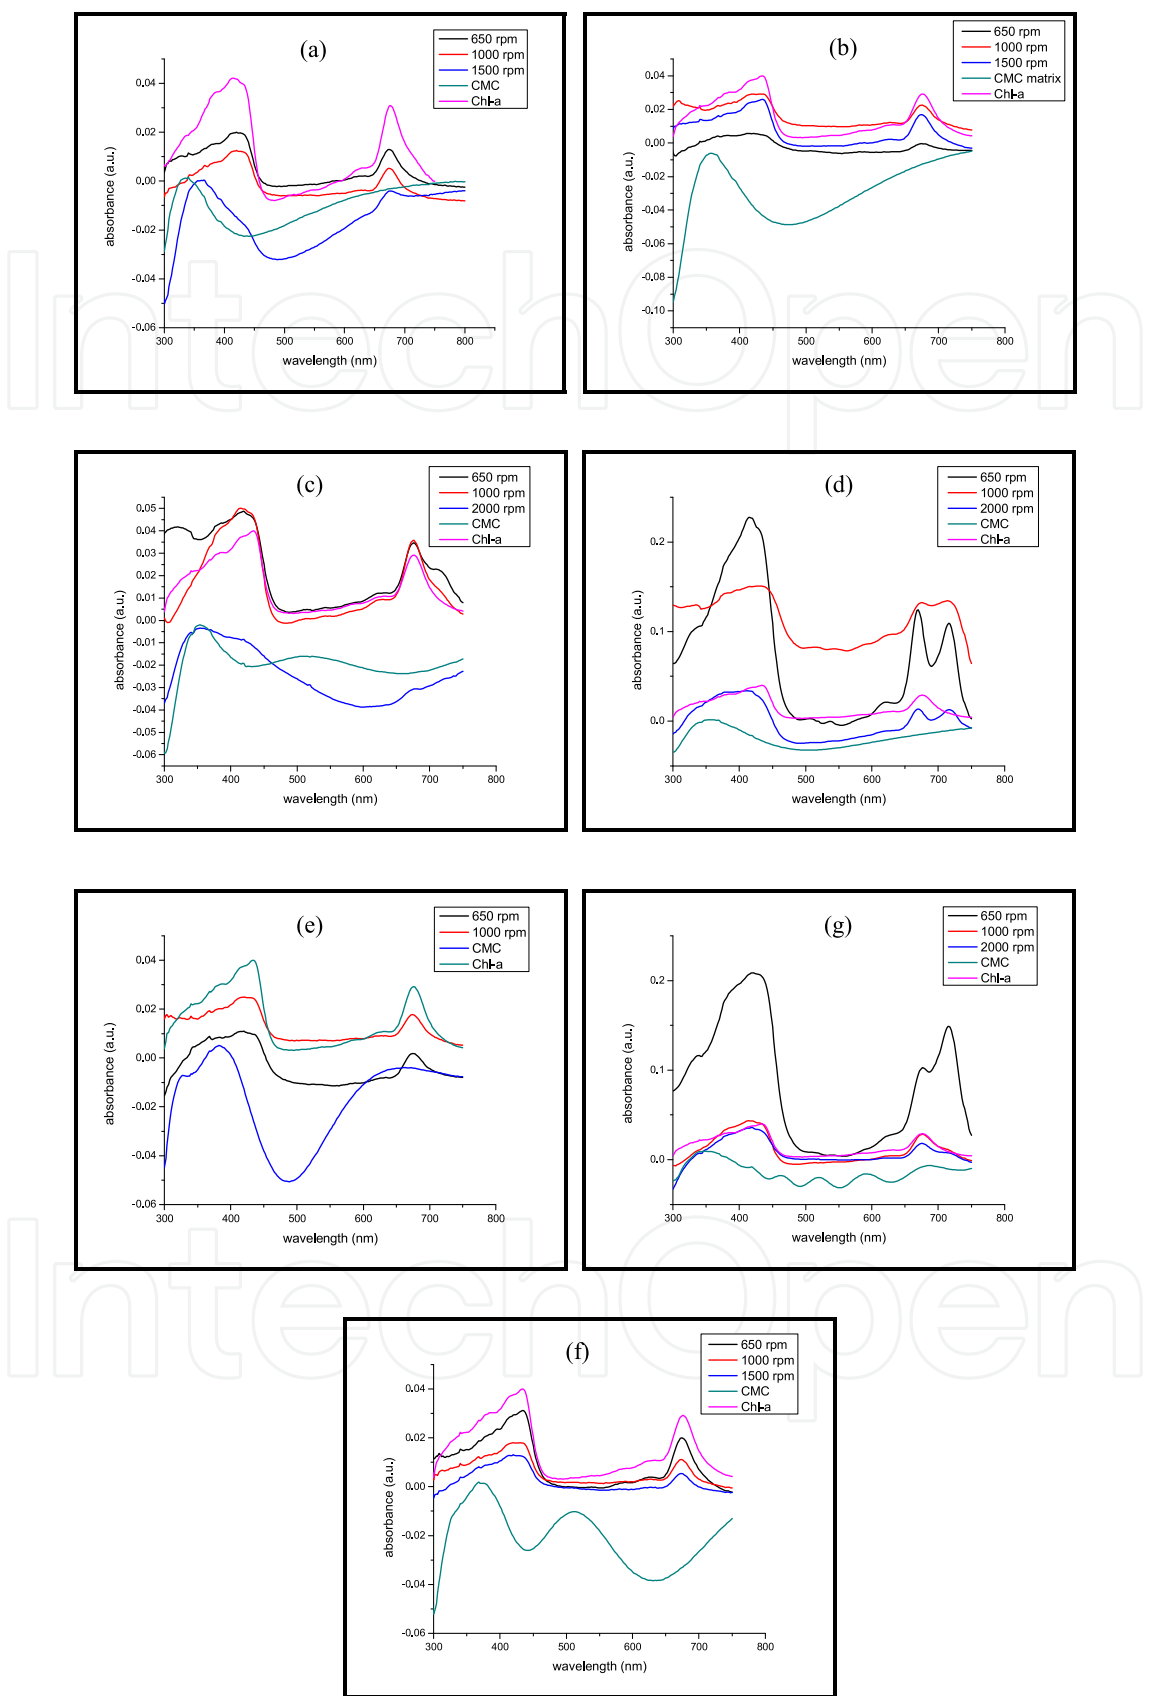 (a)
650 rpm
1000 rpm
1500 rpm
CMC
Chl-a
0.04
0.02
0.00
-0.02
-0.04
-0.06
absorbance (a.u.)
300 400 500 600 700 800
wavelength (nm)
(b)
650 rpm
1000 rpm
1500 rpm
CMC matrix
Chl-a
0.04
0.02
0.00
-0.02
-0.04
-0.06
-0.08
-0.10
absorbance (a.u.)
300 400 500 600 700 800
wavelength (nm)
(c)
650 rpm
1000 rpm
2000 rpm
CMC
Chl-a
0.05
0.04
0.03
0.02
0.01
0.00
-0.01
-0.02
-0.03
-0.04
-0.05
-0.06
absorbance (a.u.)
300 400 500 600 700 800
wavelength (nm)
(d)
650 rpm
1000 rpm
2000 rpm
CMC
Chl-a
0.2
0.1
0.0
absorbance (a.u.)
300 400 500 600 700 800
wavelength (nm)
(e)
650 rpm
1000 rpm
CMC
Chl-a
0.04
0.02
0.00
-0.02
-0.04
-0.06
absorbance (a.u.)
300 400 500 600 700 800
wavelength (nm)
(g)
650 rpm
1000 rpm
2000 rpm
CMC
Chl-a
0.2
0.1
0.0
absorbance (a.u.)
300 400 500 600 700 800
wavelength (nm)
(f)
650 rpm
1000 rpm
1500 rpm
CMC
Chl-a
0.04
0.02
0.00
-0.02
-0.04
-0.06
absorbance (a.u.)
300 400 500 600 700 800
wavelength (nm)
IntechOpen
IntechOpen